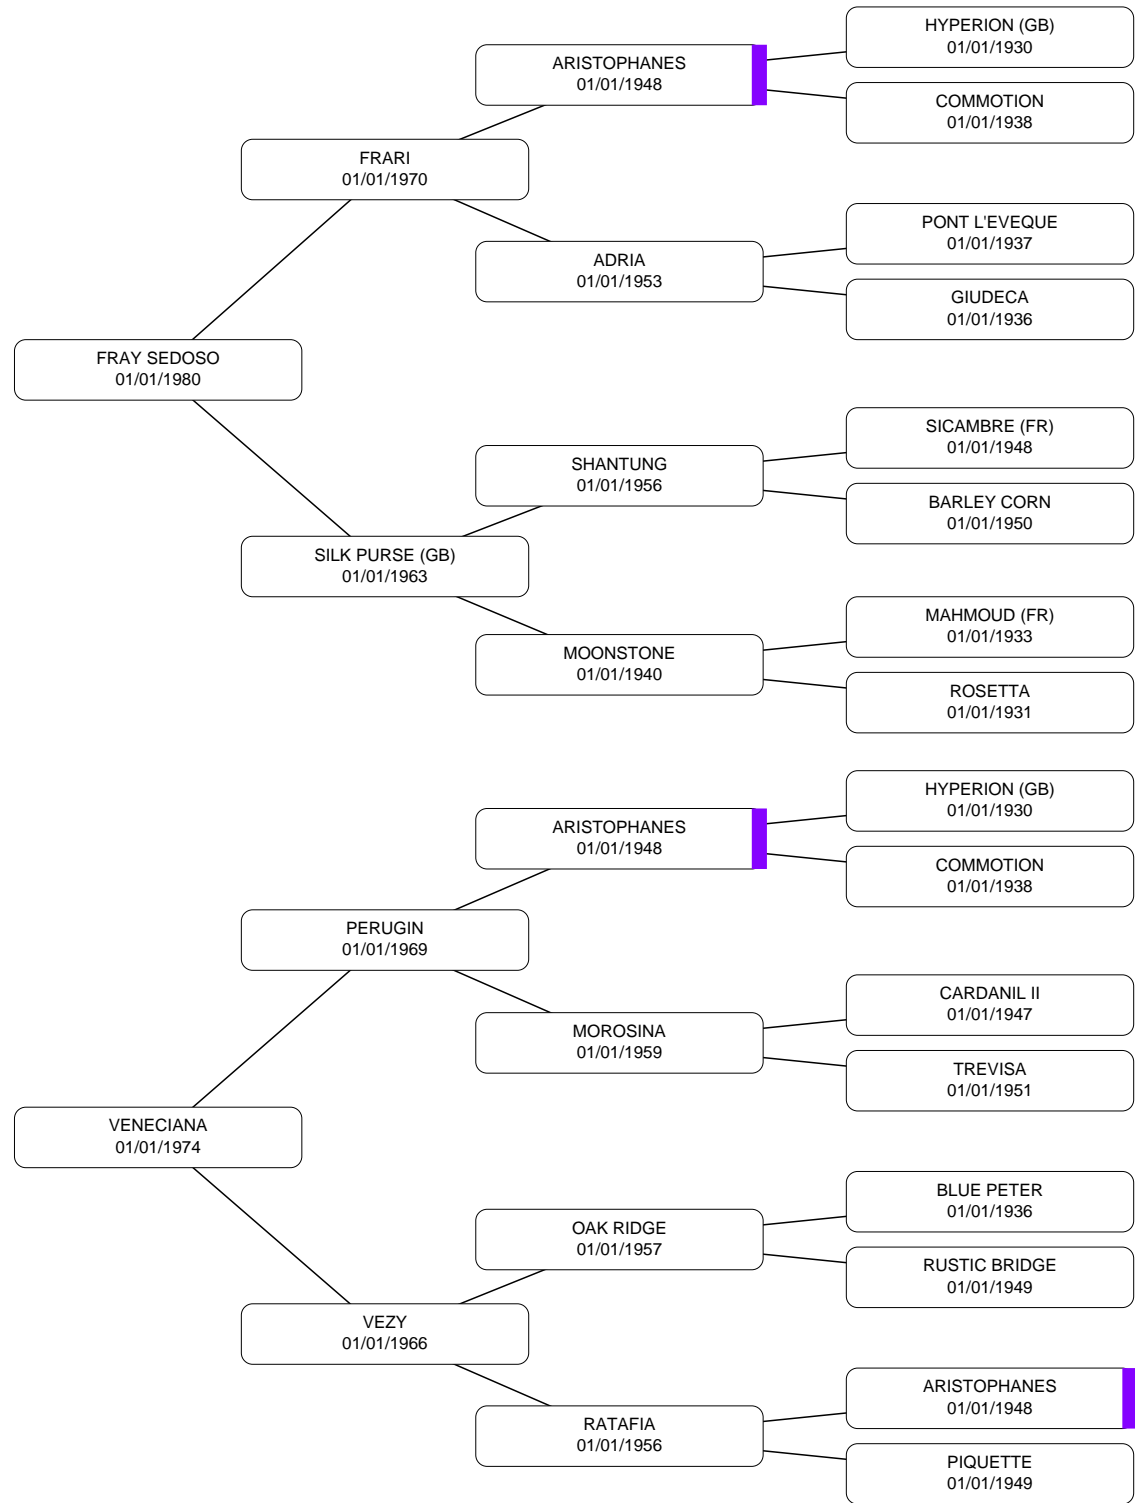 HYPERION (GB)
01/01/1930
ARISTOPHANES
01/01/1948
COMMOTION
01/01/1938
FRARI
01/01/1970
PONT L'EVEQUE
01/01/1937
ADRIA
01/01/1953
GIUDECA
01/01/1936
FRAY SEDOSO
01/01/1980
SICAMBRE (FR)
01/01/1948
SHANTUNG
01/01/1956
BARLEY CORN
01/01/1950
SILK PURSE (GB)
01/01/1963
MAHMOUD (FR)
01/01/1933
MOONSTONE
01/01/1940
ROSETTA
01/01/1931
HYPERION (GB)
01/01/1930
ARISTOPHANES
01/01/1948
COMMOTION
01/01/1938
PERUGIN
01/01/1969
CARDANIL II
01/01/1947
MOROSINA
01/01/1959
TREVISA
01/01/1951
VENECIANA
01/01/1974
BLUE PETER
01/01/1936
OAK RIDGE
01/01/1957
RUSTIC BRIDGE
01/01/1949
VEZY
01/01/1966
ARISTOPHANES
01/01/1948
RATAFIA
01/01/1956
PIQUETTE
01/01/1949